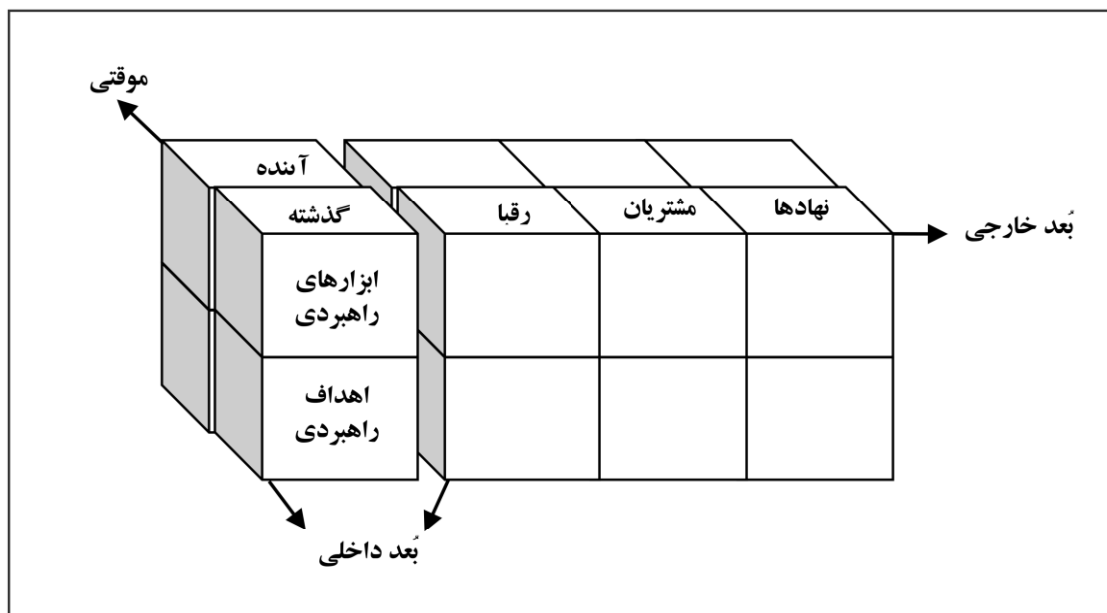 موقتی
آینده
گذشته
رقبا
مشتریان
نهادها
بُعد خارجی
ابزارهای
راهبردی
اهداف
راهبردی
بُعد داخلی